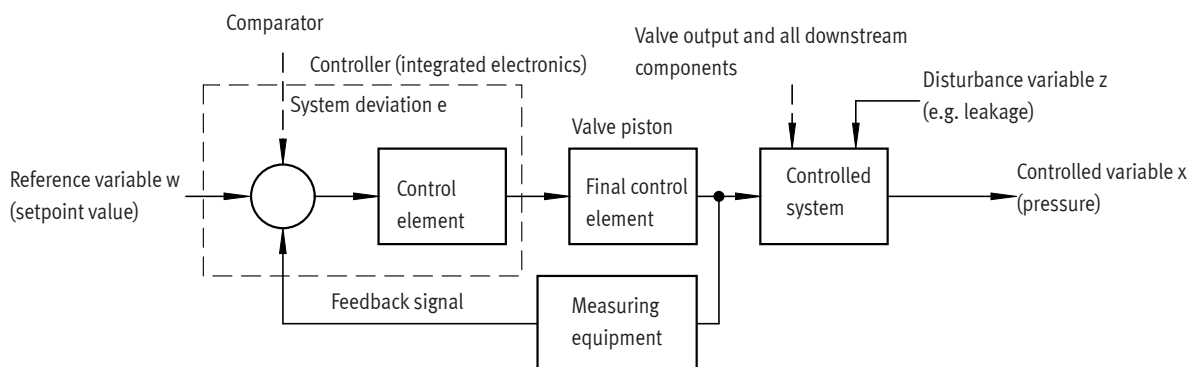 Comparator
Controller (integrated electronics)
System deviation e
Valve output and all downstream
components
Disturbance variable z
(e.g. leakage)
Valve piston
Reference variable w
(setpoint value)
Control
element
Final control
element
Controlled
system
Controlled variable x
(pressure)
Feedback signal
Measuring
equipment